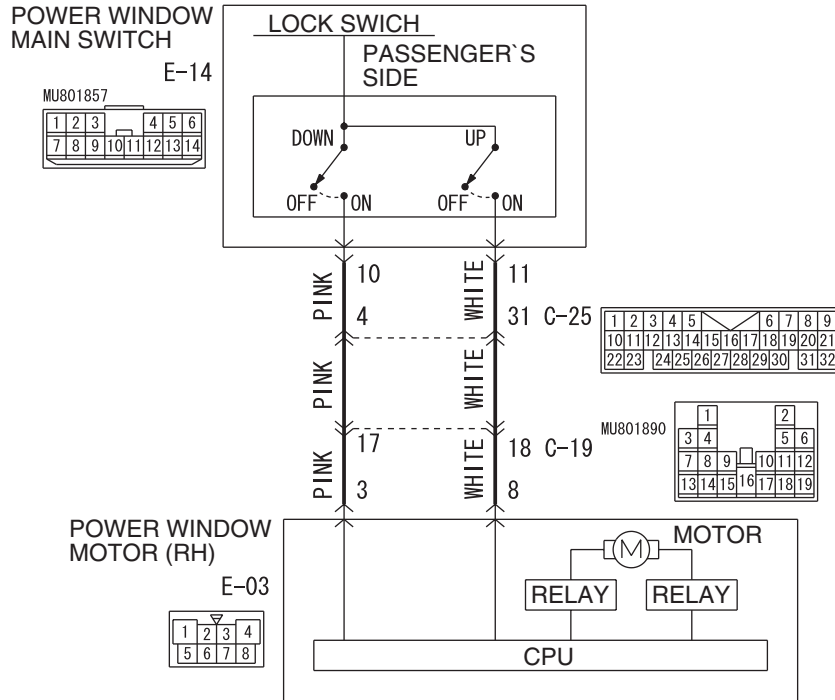 POWER WINDOW
MAIN SWITCH
E-14
MU801857
1 2 3 4 5 6
7 8 9 10 11 12 13 14
LOCK SWICH
PASSENGER`S
SIDE
DOWN UP
OFF ON OFF ON
PINK 10 WHITE 11
4 31 C-25
1 2 3 4 5 6 7 8 9
10 11 12 13 14 15 16 17 18 19 20 21
22 23 24 25 26 27 28 29 30 31 32
PINK WHITE
MU801890
1 2
3 4 5 6
7 8 9 10 11 12
13 14 15 16 17 18 19
17 18 C-19
PINK 3 WHITE 8
POWER WINDOW
MOTOR (RH)
E-03
1 2 3 4
5 6 7 8
M MOTOR
RELAY RELAY
CPU